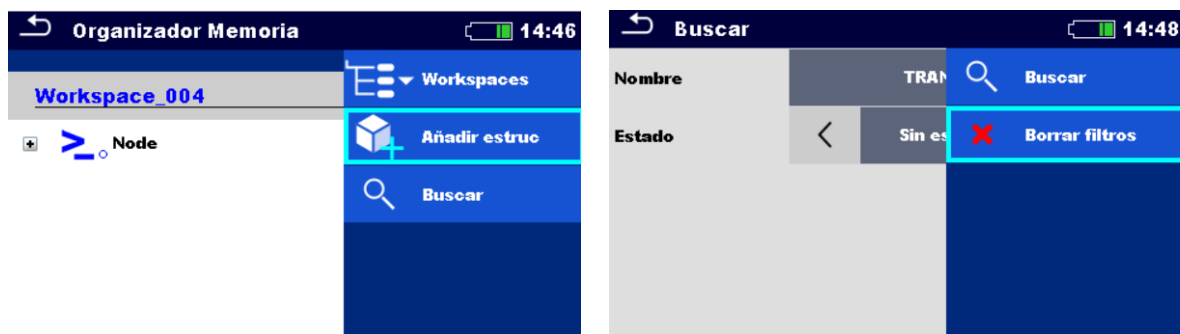 Organizador Memoria 14:46
Workspaces
Workspace_004
Añadir estruc
Node
Buscar
Buscar 14:48
Nombre TRAN Buscar
Estado Sin es Borrar filtros